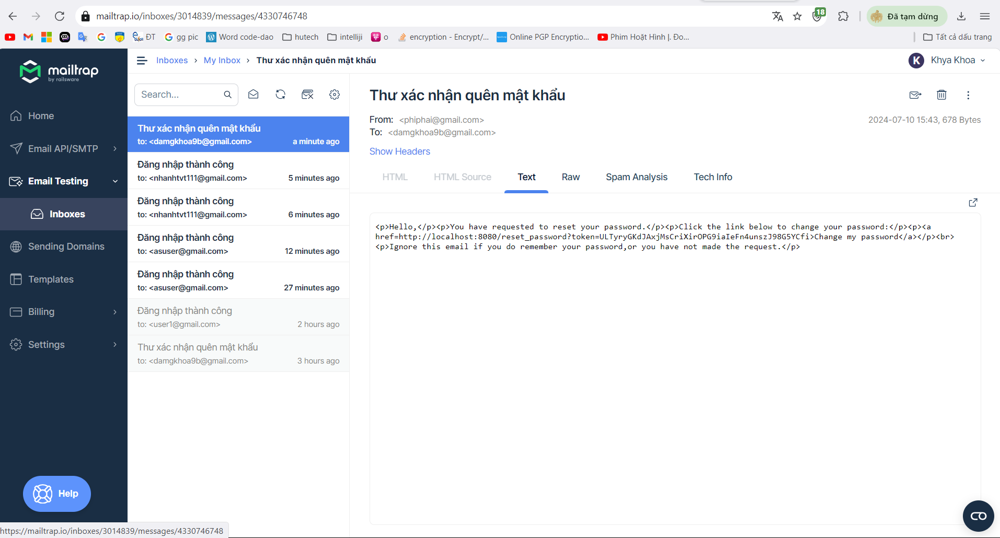 mailtrap.io/inboxes/3014839/messages/4330746748
18
Đã tạm dừng
ĐT
gg pic
Word code-dao
hutech
intelliji
o
encryption - Encrypt/...
Online PGP Encryptio...
Phim Hoạt Hình |. Đo...
Tất cả dấu trang
mailtrap
by railsware
Home
Email API/SMTP
Email Testing
Inboxes
Sending Domains
Templates
Billing
Settings
Help
Inboxes › My Inbox › Thư xác nhận quên mật khẩu
K Khya Khoa
Search...
Thư xác nhận quên mật khẩu
to: <damgkhoa9b@gmail.com> a minute ago
Đăng nhập thành công
to: <nhanhtvt111@gmail.com> 5 minutes ago
Đăng nhập thành công
to: <nhanhtvt111@gmail.com> 6 minutes ago
Đăng nhập thành công
to: <asuser@gmail.com> 12 minutes ago
Đăng nhập thành công
to: <asuser@gmail.com> 27 minutes ago
Đăng nhập thành công
to: <user1@gmail.com> 2 hours ago
Thư xác nhận quên mật khẩu
to: <damgkhoa9b@gmail.com> 3 hours ago
Thư xác nhận quên mật khẩu
From: <phiphai@gmail.com>
2024-07-10 15:43, 678 Bytes
To: <damgkhoa9b@gmail.com>
Show Headers
HTML
HTML Source
Text
Raw
Spam Analysis
Tech Info
<p>Hello,</p><p>You have requested to reset your password.</p><p>Click the link below to change your password:</p><p><a
href=http://localhost:8080/reset_password?token=ULTyryGKdJAxjMsCriXirOPG9iaIeFn4unszJ98G5YCfi>Change my password</a></p><br>
<p>Ignore this email if you do remember your password,or you have not made the request.</p>
https://mailtrap.io/inboxes/3014839/messages/4330746748